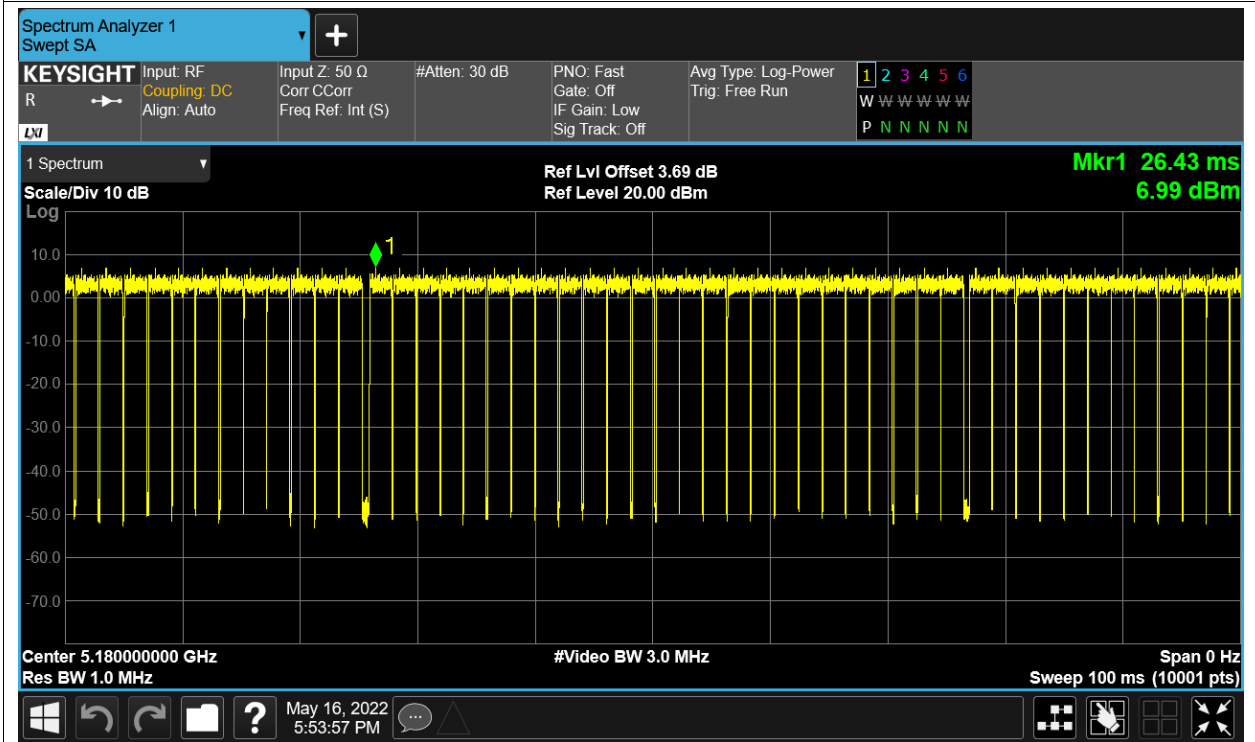 Spectrum Analyzer 1
Swept SA
KEYSIGHT
R
LXI
Input: RF
Coupling: DC
Align: Auto
Input Z: 50 Ω
Corr CCorr
Freq Ref: Int (S)
#Atten: 30 dB
PNO: Fast
Gate: Off
IF Gain: Low
Sig Track: Off
Avg Type: Log-Power
Trig: Free Run
1 2 3 4 5 6
W W W W W W
P N N N N N
1 Spectrum
Scale/Div 10 dB
Log
Ref Lvl Offset 3.69 dB
Ref Level 20.00 dBm
Mkr1 26.43 ms
6.99 dBm
1
10.0
0.00
-10.0
-20.0
-30.0
-40.0
-50.0
-60.0
-70.0
Center 5.180000000 GHz
Res BW 1.0 MHz
#Video BW 3.0 MHz
Span 0 Hz
Sweep 100 ms (10001 pts)
?
May 16, 2022
5:53:57 PM